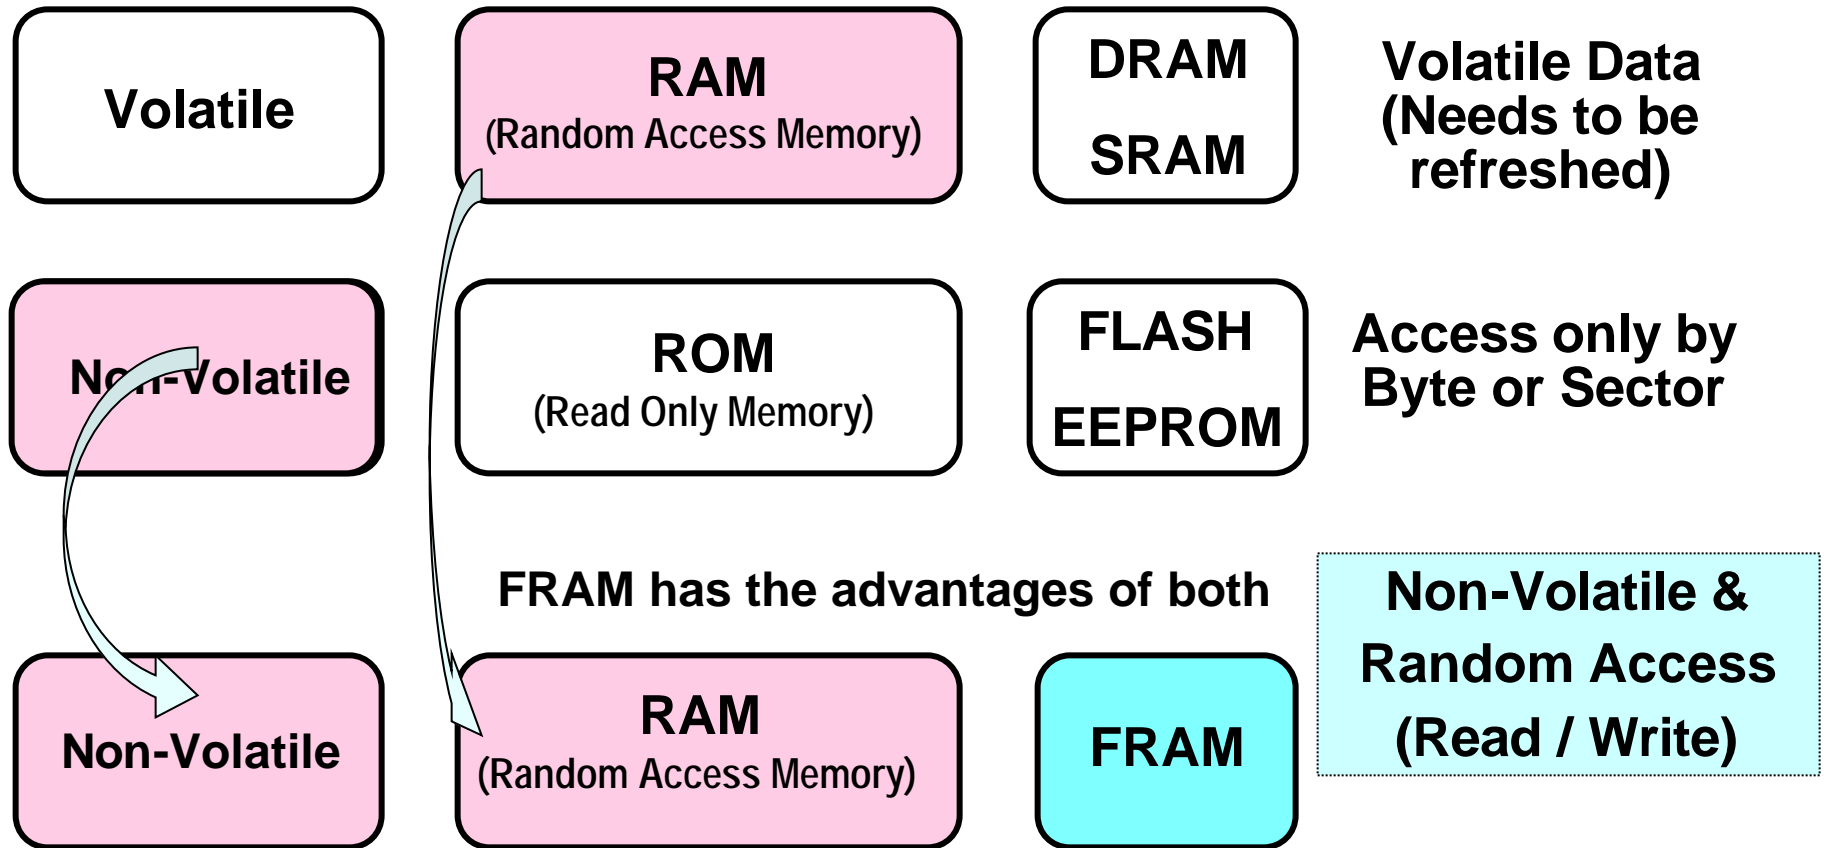 Volatile
RAM
(Random Access Memory)
DRAM
SRAM
Volatile Data
(Needs to be
refreshed)
Non-Volatile
ROM
(Read Only Memory)
FLASH
EEPROM
Access only by
Byte or Sector
FRAM has the advantages of both
Non-Volatile
RAM
(Random Access Memory)
FRAM
Non-Volatile &
Random Access
(Read / Write)